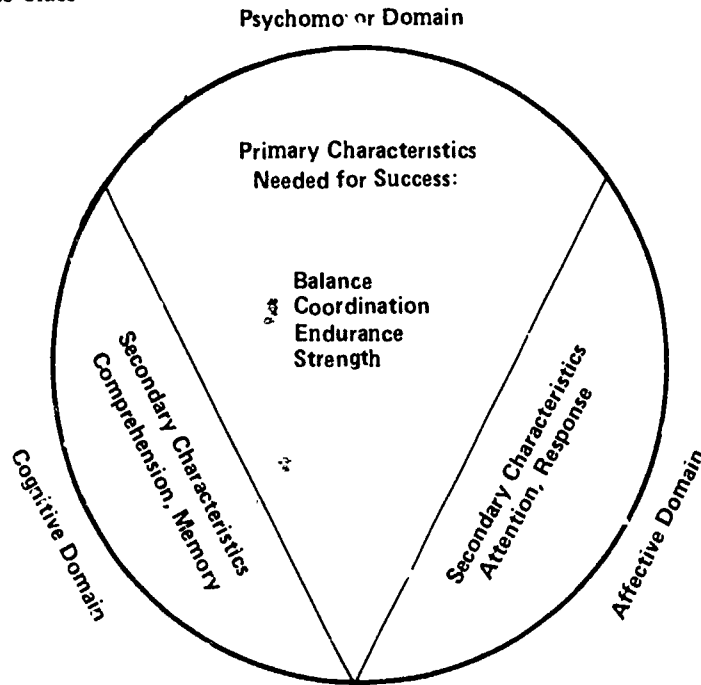 Psychomotor Domain
Primary Characteristics
Needed for Success:
Balance
Coordination
Endurance
Strength
Secondary Characteristics
Comprehension, Memory
Secondary Characteristics
Attention, Response
Cognitive Domain
Affective Domain